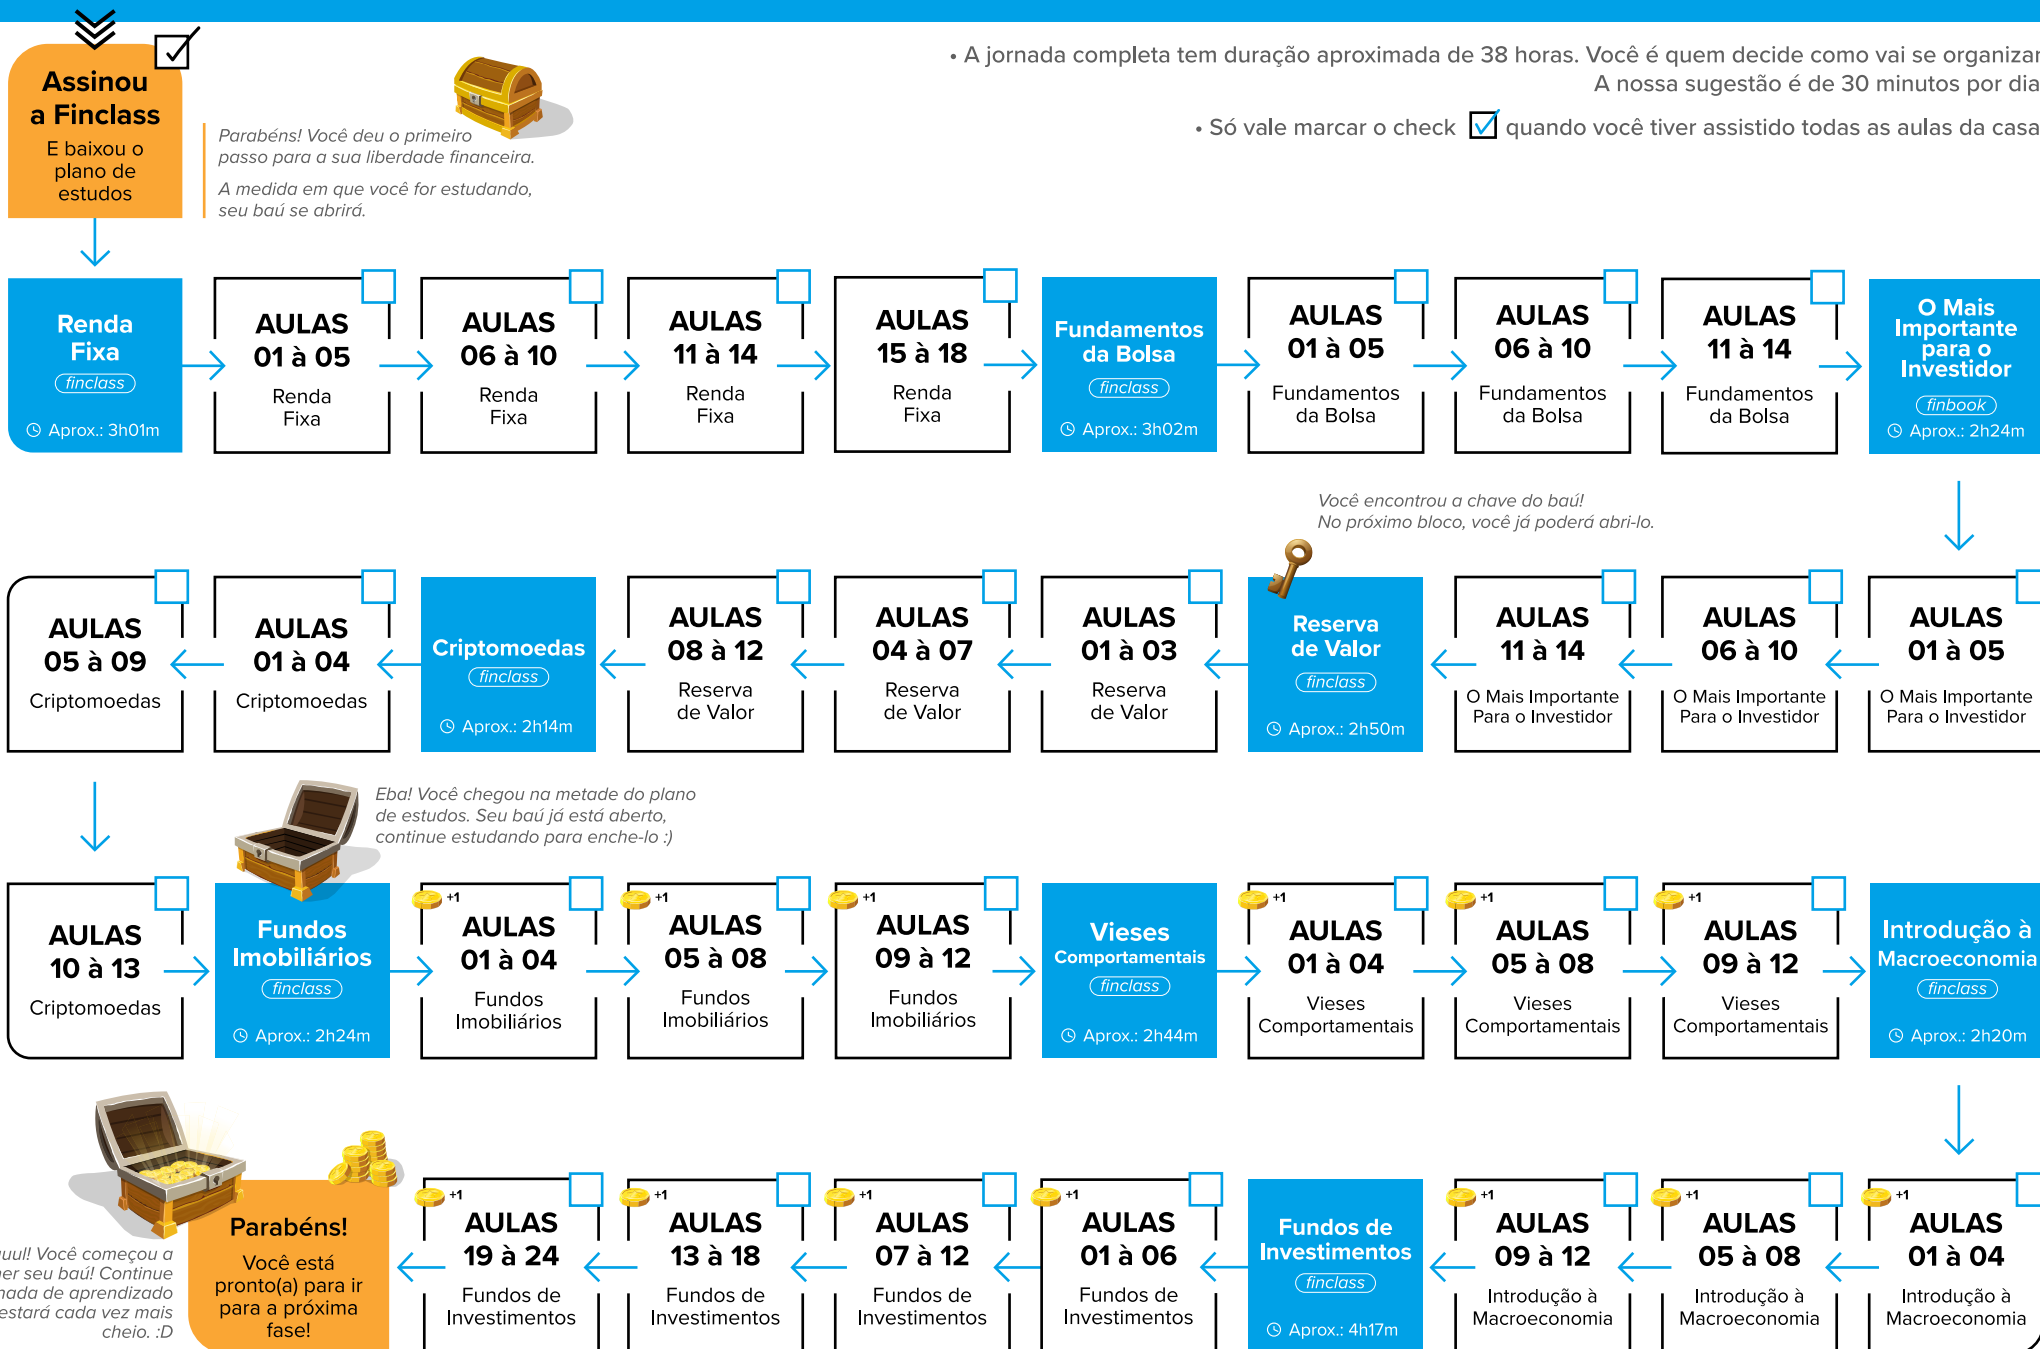 Assinou
a Finclass
E baixou o
plano de
estudos
Parabéns! Você deu o primeiro
passo para a sua liberdade financeira.
A medida em que você for estudando,
seu baú se abrirá.
• A jornada completa tem duração aproximada de 38 horas. Você é quem decide como vai se organizar
A nossa sugestão é de 30 minutos por dia
• Só vale marcar o check quando você tiver assistido todas as aulas da casa
Renda
Fixa
finclass
Aprox.: 3h01m
AULAS
01 à 05
Renda
Fixa
AULAS
06 à 10
Renda
Fixa
AULAS
11 à 14
Renda
Fixa
AULAS
15 à 18
Renda
Fixa
Fundamentos
da Bolsa
finclass
Aprox.: 3h02m
AULAS
01 à 05
Fundamentos
da Bolsa
AULAS
06 à 10
Fundamentos
da Bolsa
AULAS
11 à 14
Fundamentos
da Bolsa
O Mais
Importante
para o
Investidor
finbook
Aprox.: 2h24m
Você encontrou a chave do baú!
No próximo bloco, você já poderá abri-lo.
AULAS
01 à 05
O Mais Importante
Para o Investidor
AULAS
06 à 10
O Mais Importante
Para o Investidor
AULAS
11 à 14
O Mais Importante
Para o Investidor
Reserva
de Valor
finclass
Aprox.: 2h50m
AULAS
01 à 03
Reserva
de Valor
AULAS
04 à 07
Reserva
de Valor
AULAS
08 à 12
Reserva
de Valor
Criptomoedas
finclass
Aprox.: 2h14m
AULAS
01 à 04
Criptomoedas
AULAS
05 à 09
Criptomoedas
Eba! Você chegou na metade do plano
de estudos. Seu baú já está aberto,
continue estudando para enche-lo :)
AULAS
10 à 13
Criptomoedas
Fundos
Imobiliários
finclass
Aprox.: 2h24m
+1
AULAS
01 à 04
Fundos
Imobiliários
+1
AULAS
05 à 08
Fundos
Imobiliários
+1
AULAS
09 à 12
Fundos
Imobiliários
Vieses
Comportamentais
finclass
Aprox.: 2h44m
+1
AULAS
01 à 04
Vieses
Comportamentais
+1
AULAS
05 à 08
Vieses
Comportamentais
+1
AULAS
09 à 12
Vieses
Comportamentais
Introdução à
Macroeconomia
finclass
Aprox.: 2h20m
+1
AULAS
01 à 04
Introdução à
Macroeconomia
+1
AULAS
05 à 08
Introdução à
Macroeconomia
+1
AULAS
09 à 12
Introdução à
Macroeconomia
Fundos de
Investimentos
finclass
Aprox.: 4h17m
+1
AULAS
01 à 06
Fundos de
Investimentos
+1
AULAS
07 à 12
Fundos de
Investimentos
+1
AULAS
13 à 18
Fundos de
Investimentos
+1
AULAS
19 à 24
Fundos de
Investimentos
Parabéns!
Você está
pronto(a) para ir
para a próxima
fase!
Você começou a
seu baú! Continue
de aprendizado
estará cada vez mais
cheio. :D